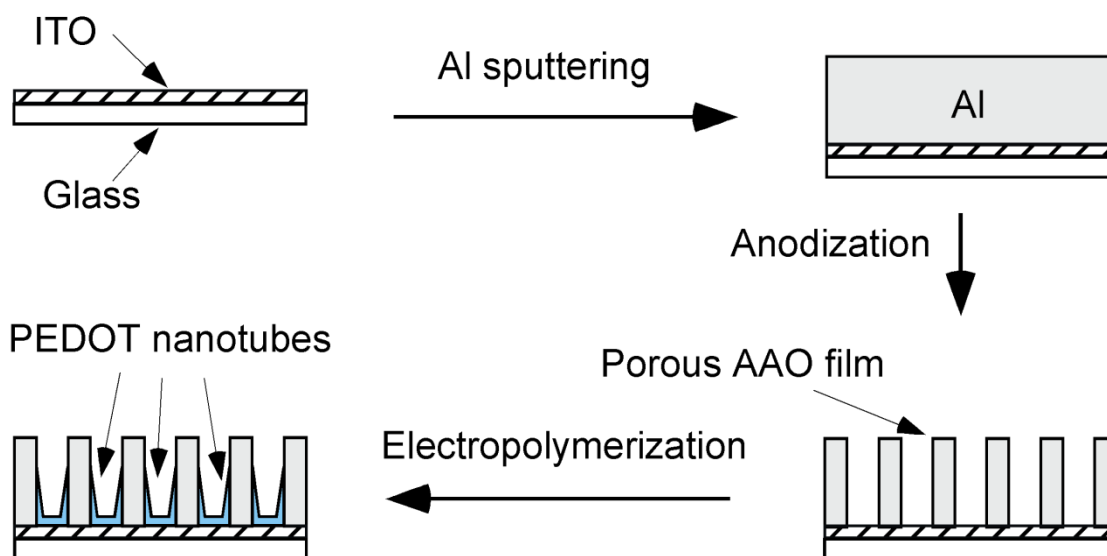 ITO
Al sputtering
Al
Glass
Anodization
PEDOT nanotubes
Porous AAO film
Electropolymerization